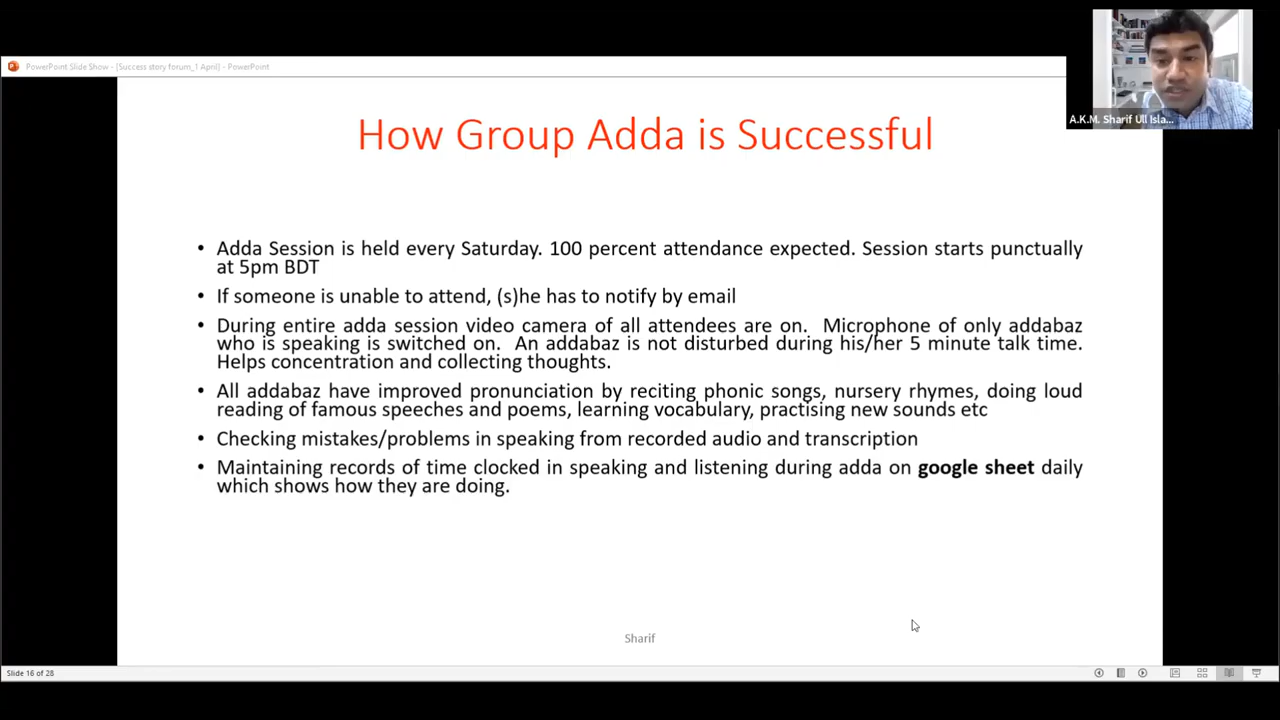 PowerPoint Slide Show - [Success story forum_1 April] - PowerPoint
A.K.M. Sharif Ull Isla...
How Group Adda is Successful
• Adda Session is held every Saturday. 100 percent attendance expected. Session starts punctually
at 5pm BDT
• If someone is unable to attend, (s)he has to notify by email
• During entire adda session video camera of all attendees are on. Microphone of only addabaz
who is speaking is switched on. An addabaz is not disturbed during his/her 5 minute talk time.
Helps concentration and collecting thoughts.
• All addabaz have improved pronunciation by reciting phonic songs, nursery rhymes, doing loud
reading of famous speeches and poems, learning vocabulary, practising new sounds etc
• Checking mistakes/problems in speaking from recorded audio and transcription
• Maintaining records of time clocked in speaking and listening during adda on google sheet daily
which shows how they are doing.
Sharif
Slide 16 of 28